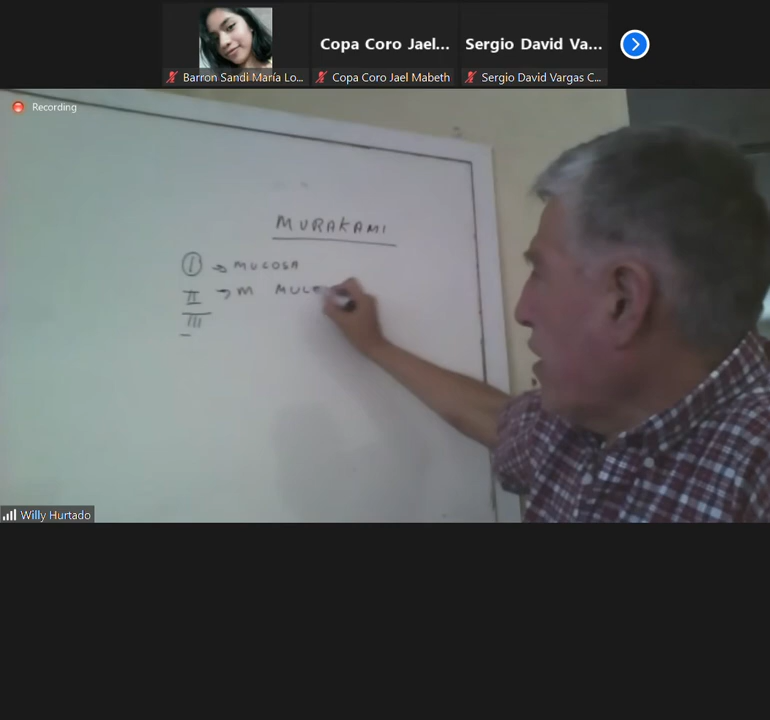 Copa Coro Jael... Sergio David Va...
Barron Sandi María Lo... Copa Coro Jael Mabeth Sergio David Vargas C...
Recording
MURAKAMI
I → MUCOSA
II → M MUC
III
Willy Hurtado